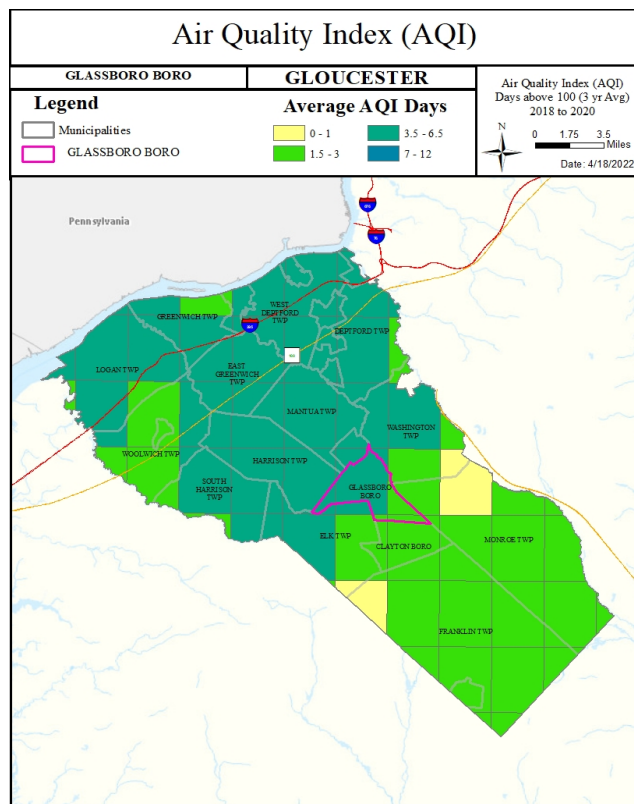 Air Quality Index (AQI)
GLASSBORO BORO
GLOUCESTER
Legend
Municipalities
GLASSBORO BORO
Average AQI Days
0 - 1
3.5 - 6.5
1.5 - 3
7 - 12
Air Quality Index (AQI)
Days above 100 (3 yr Avg)
2018 to 2020
N
0 1.75 3.5
Miles
Date: 4/18/2022
Pennsylvania
WEST
DEPTFORD
TWP
GREENWICH TWP
DEPTFORD TWP
LOGAN TWP
EAST
GREENWICH
TWP
MANTUA TWP
WASHINGTON
TWP
WOOLWICH TWP
HARRISON TWP
SOUTH
HARRISON
TWP
GLASSBORO
BORO
ELK TWP
CLAYTON BORO
MONROE TWP
FRANKLIN TWP